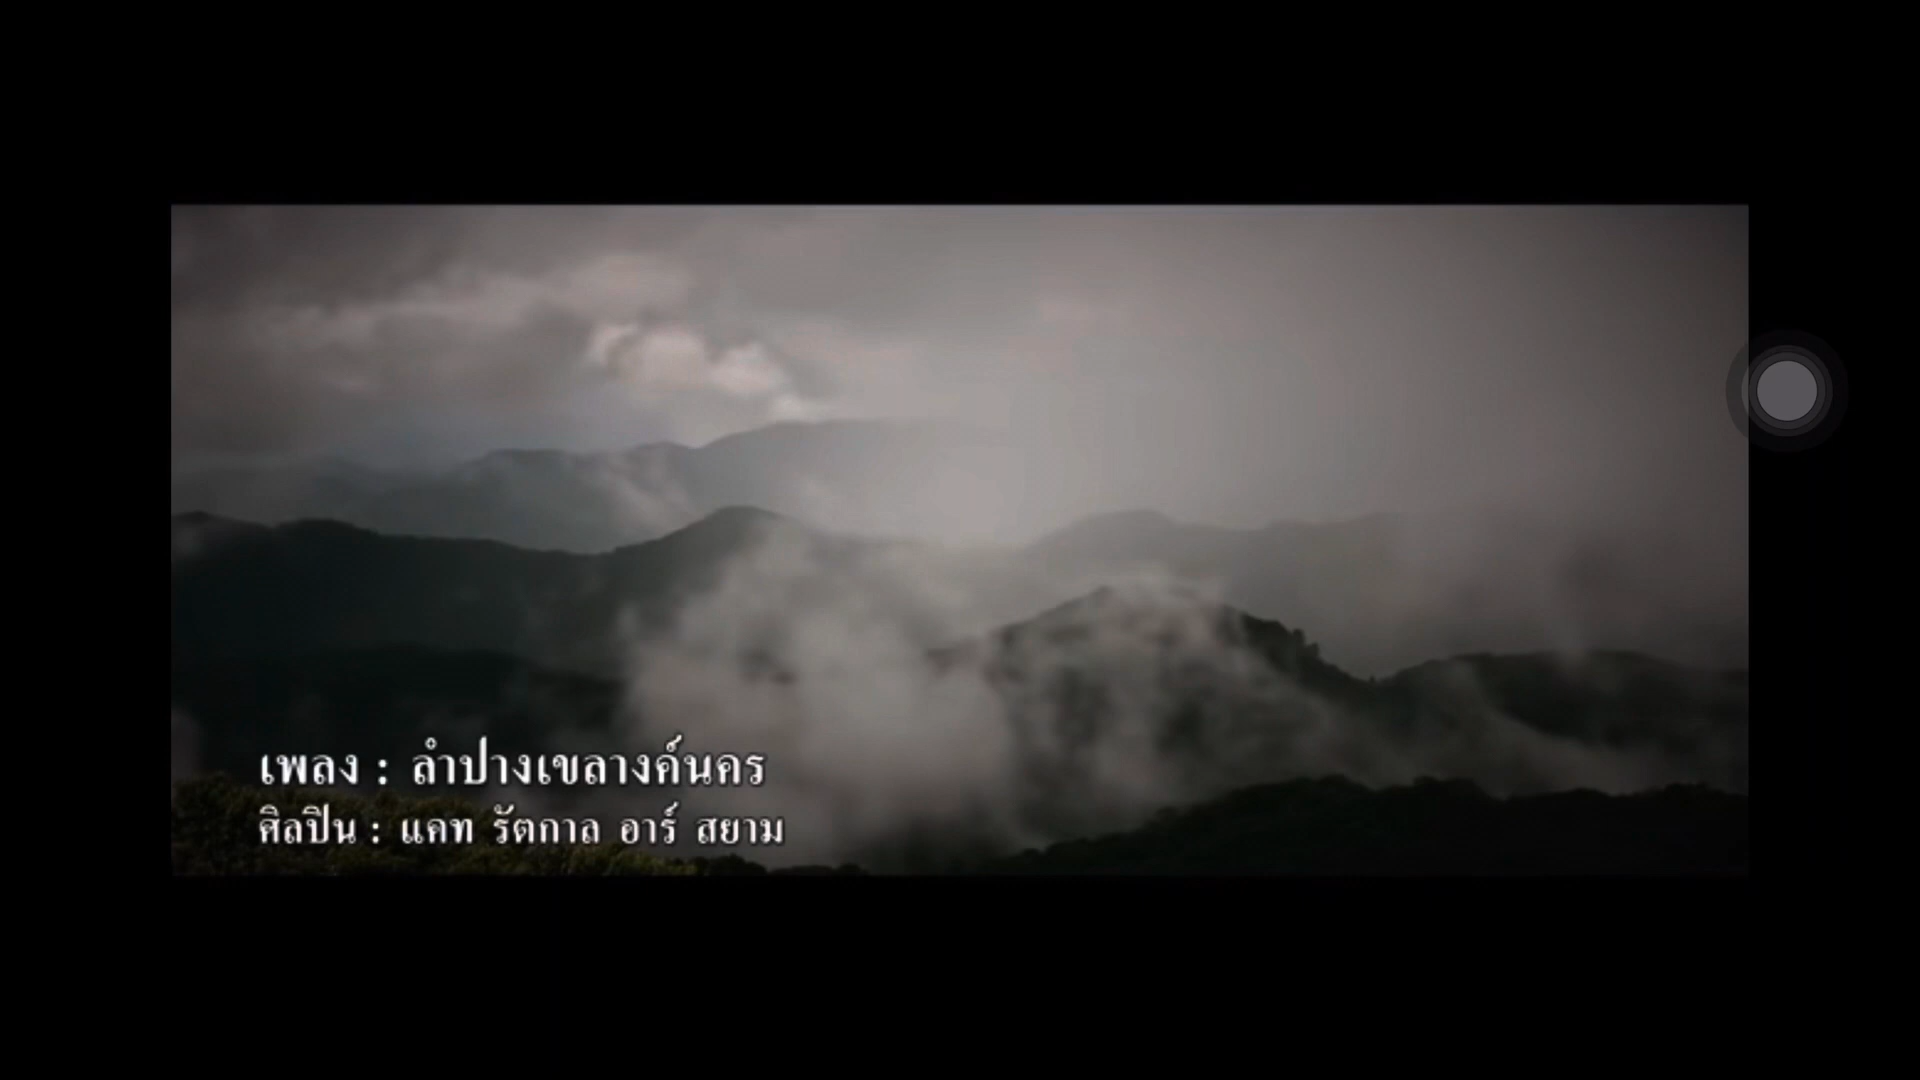 เพลง : ลำปางเขลางค์นคร
ศิลปิน : แคท รัตกาล อาร์ สยาม